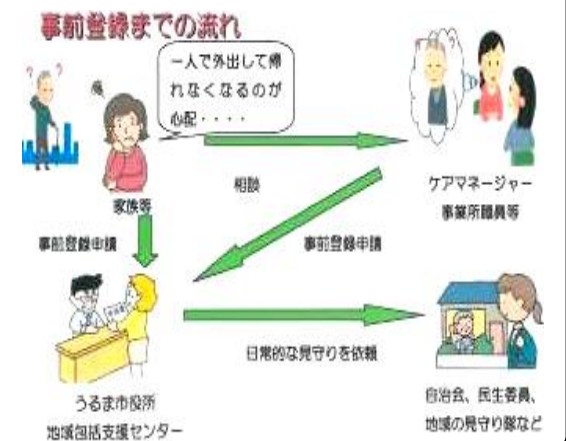 事前登録までの流れ
一人で外出して帰
れなくなるのが
心配・・・・
相談
ケアマネージャー
事業所職員等
家族等
事前登録申請
事前登録申請
日常的な見守りを依頼
うるま市役所
地域包括支援センター
自治会、民生委員、
地域の見守り隊など